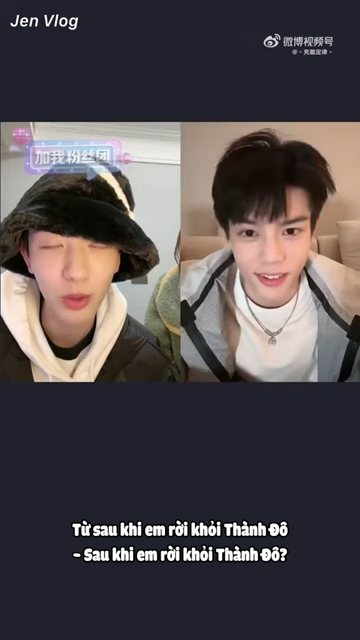 Jen Vlog
微博视频号
加我粉丝团
Từ sau khi em rời khỏi Thành Đô
- Sau khi em rời khỏi Thành Đô?